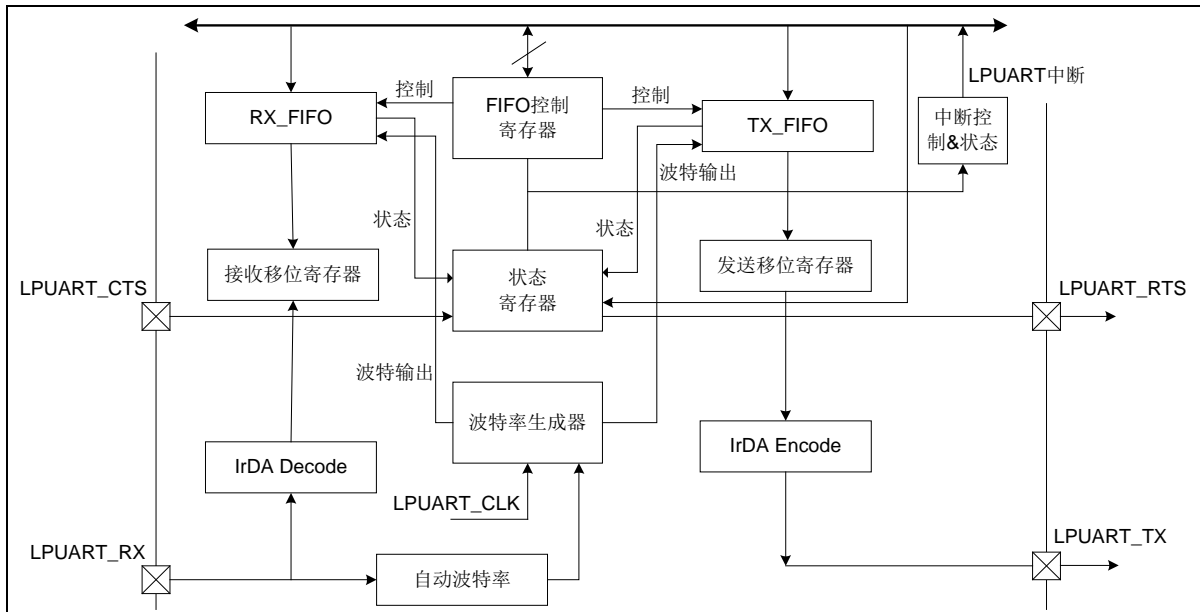 LPUART中断
控制
FIFO控制
寄存器
控制
RX_FIFO
TX_FIFO
中断控
制&状态
波特输出
状态
状态
接收移位寄存器
状态
寄存器
发送移位寄存器
LPUART_CTS
LPUART_RTS
波特输出
波特率生成器
IrDA Decode
IrDA Encode
LPUART_CLK
LPUART_RX
LPUART_TX
自动波特率